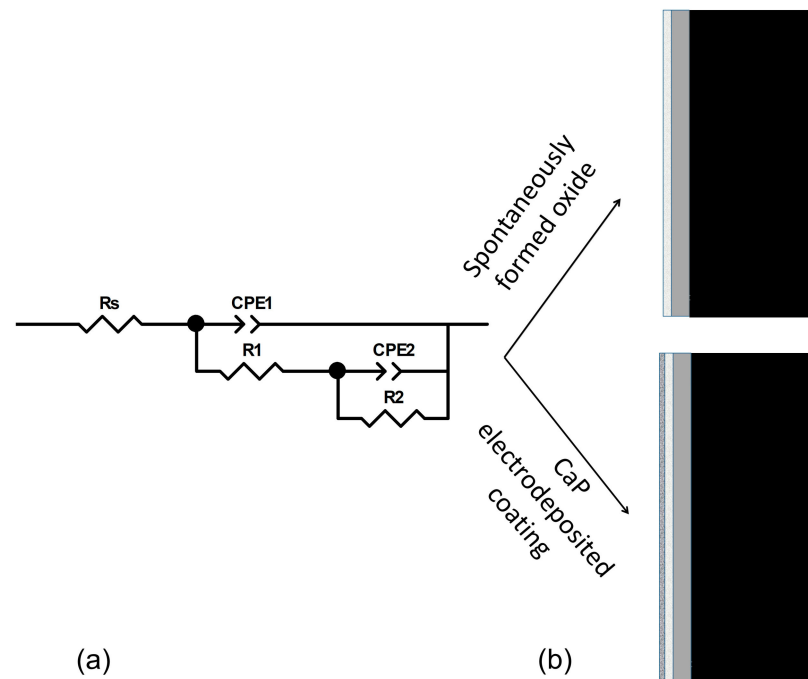 Rs
CPE1
R1
CPE2
R2
Spontaneously
formed oxide
CaP
electrodeposited
coating
(a)
(b)